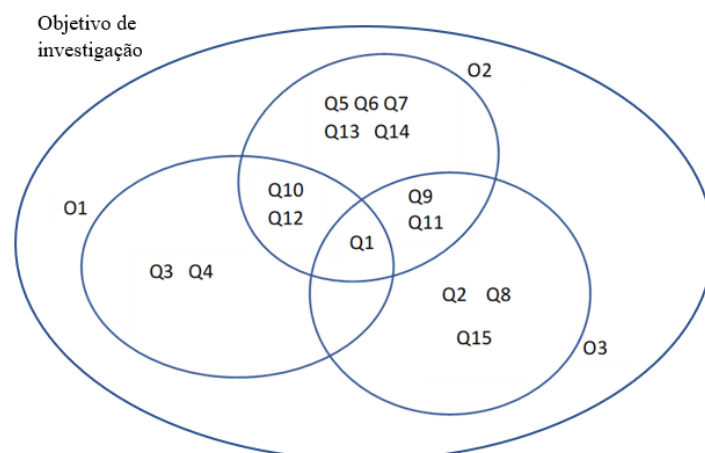 Objetivo de
investigação
O2
Q5 Q6 Q7
Q13 Q14
Q10
Q12
Q9
Q11
O1
Q1
Q3 Q4
Q2 Q8
Q15
O3